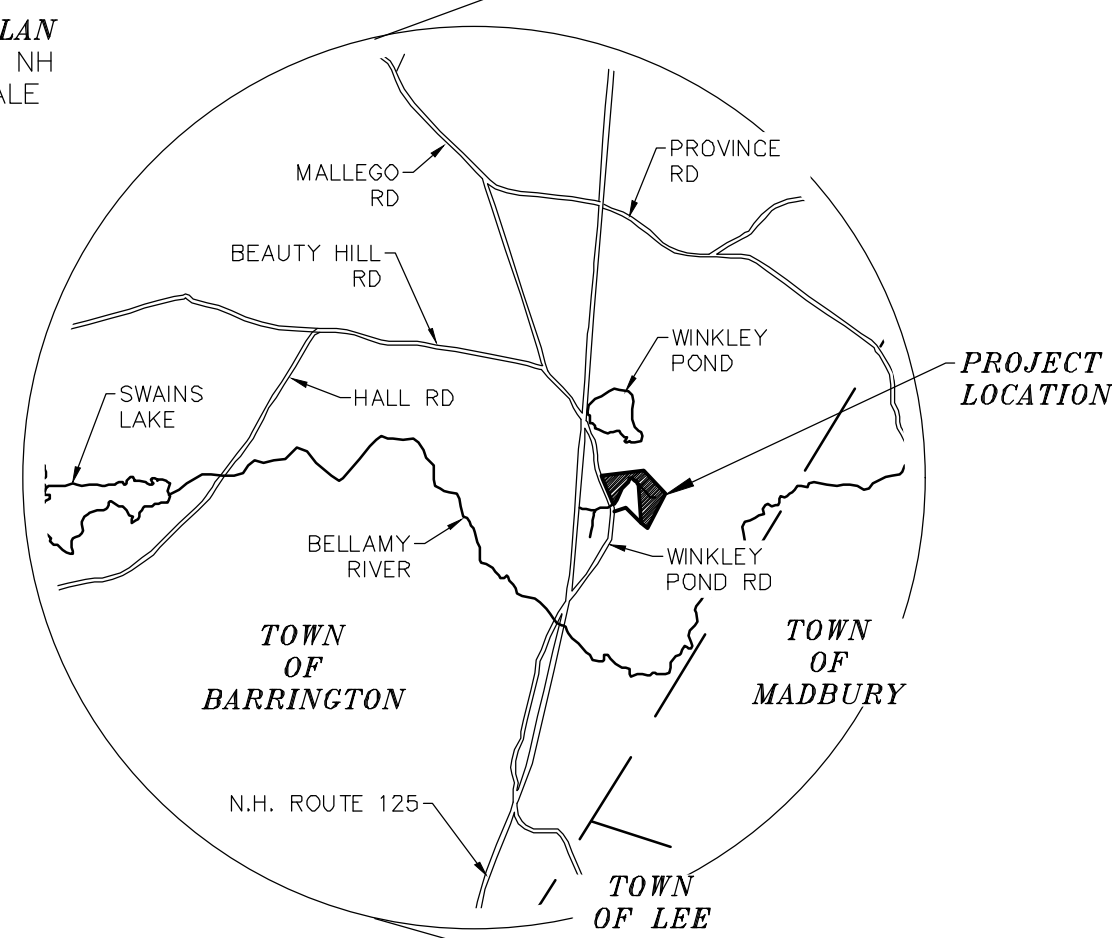 LAN
NH
ALE
MALLEGO
RD
PROVINCE
RD
BEAUTY HILL
RD
WINKLEY
POND
PROJECT
LOCATION
SWAINS
LAKE
HALL RD
BELLAMY
RIVER
WINKLEY
POND RD
TOWN
OF
BARRINGTON
TOWN
OF
MADBURY
N.H. ROUTE 125
TOWN
OF LEE